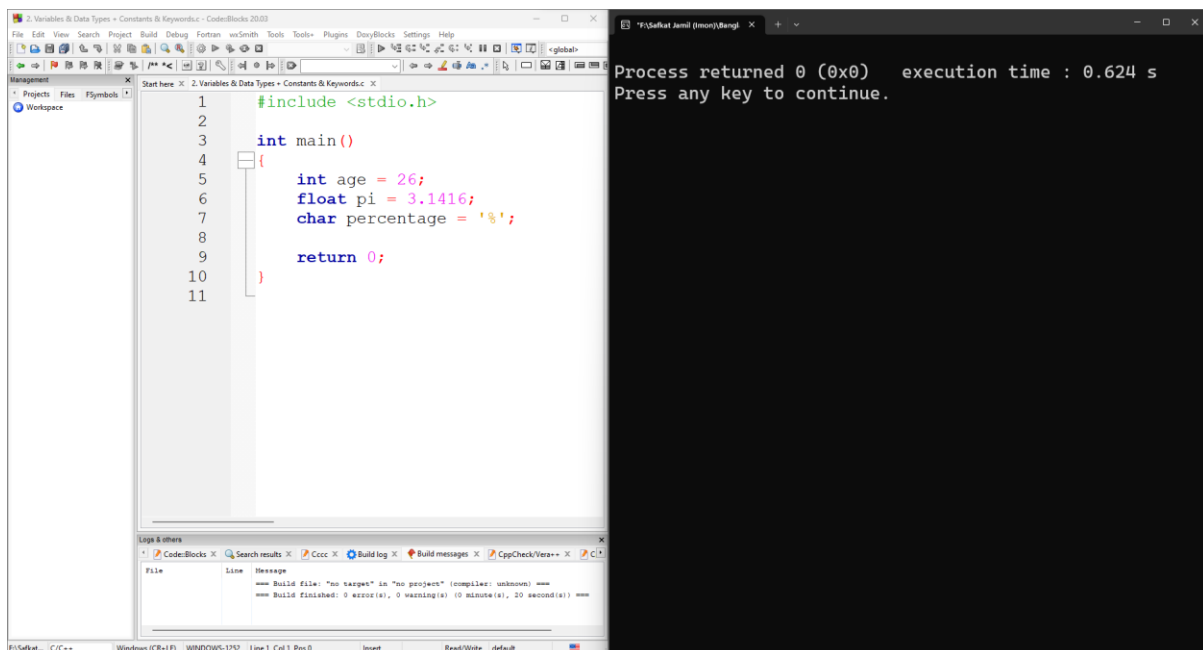 2. Variables & Data Types + Constants & Keywords.c - Code::Blocks 20.03
File Edit View Search Project Build Debug Fortran wxSmith Tools Tools+ Plugins DoxyBlocks Settings Help
<global>
Management
Projects Files FSymbols
Workspace
Start here 2. Variables & Data Types + Constants & Keywords.c
1 #include <stdio.h>
2
3 int main()
4 {
5 int age = 26;
6 float pi = 3.1416;
7 char percentage = '%';
8
9 return 0;
10 }
11
Logs & others
Code::Blocks Search results Cccc Build log Build messages CppCheck/Vera++ C
File Line Message
=== Build file: "no target" in "no project" (compiler: unknown) ===
=== Build finished: 0 error(s), 0 warning(s) (0 minute(s), 20 second(s)) ===
F:\Safkat... C/C++ Windows (CR+LF) WINDOWS-1252 Line 1, Col 1, Pos 0 Insert Read/Write default
"F:\Safkat Jamil (Imon)\Bangl
Process returned 0 (0x0) execution time : 0.624 s
Press any key to continue.